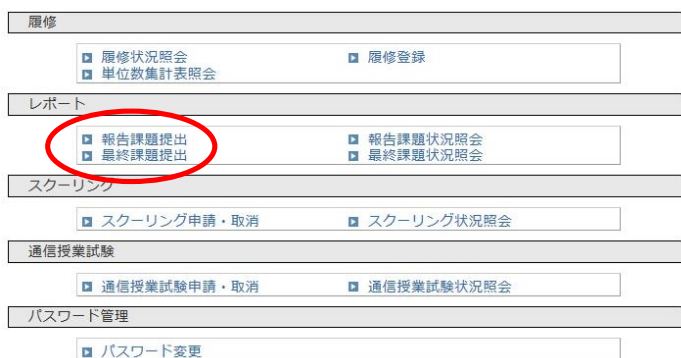 履修
履修状況照会 履修登録
単位数集計表照会
レポート
報告課題提出 報告課題状況照会
最終課題提出 最終課題状況照会
スクーリング
スクーリング申請・取消 スクーリング状況照会
通信授業試験
通信授業試験申請・取消 通信授業試験状況照会
パスワード管理
パスワード変更